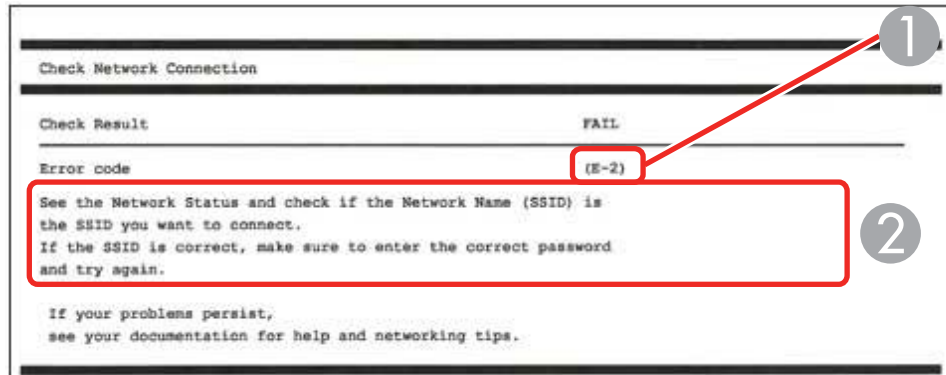 1
Check Network Connection
Check Result FAIL
Error code (E-2)
See the Network Status and check if the Network Name (SSID) is
the SSID you want to connect.
If the SSID is correct, make sure to enter the correct password
and try again.
2
If your problems persist,
see your documentation for help and networking tips.